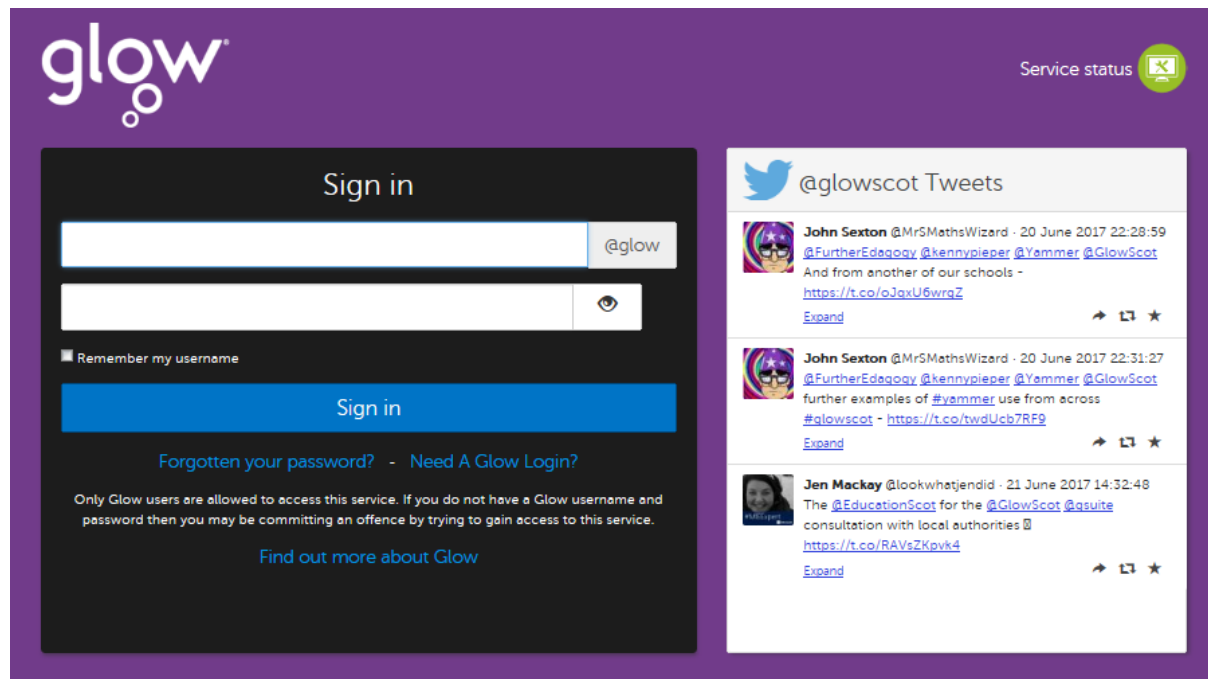 glow
Service status
Sign in
@glow
Remember my username
Sign in
Forgotten your password? - Need A Glow Login?
Only Glow users are allowed to access this service. If you do not have a Glow username and
password then you may be committing an offence by trying to gain access to this service.
Find out more about Glow
@glowscot Tweets
John Sexton @MrSMathsWizard · 20 June 2017 22:28:59
@FurtherEdagogy @kennypieper @Yammer @GlowScot
And from another of our schools -
https://t.co/oJqxU6wrqZ
Expand
John Sexton @MrSMathsWizard · 20 June 2017 22:31:27
@FurtherEdagogy @kennypieper @Yammer @GlowScot
further examples of #yammer use from across
#glowscot - https://t.co/twdUcb7RF9
Expand
Jen Mackay @lookwhatjendid · 21 June 2017 14:32:48
The @EducationScot for the @GlowScot @gsuite
consultation with local authorities
https://t.co/RAVsZKpvk4
Expand